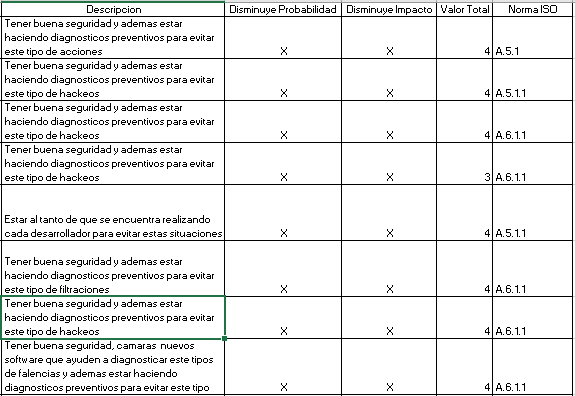 Descripcion Disminuye Probabilidad Disminuye Impacto Valor Total Norma ISO
Tener buena seguridad y ademas estar
haciendo diagnosticos preventivos para evitar
este tipo de acciones X X 4 A.5.1
Tener buena seguridad y ademas estar
haciendo diagnosticos preventivos para evitar
este tipo de hackeos X X 4 A.5.1.1
Tener buena seguridad y ademas estar
haciendo diagnosticos preventivos para evitar
este tipo de hackeos X X 4 A.6.1.1
Tener buena seguridad y ademas estar
haciendo diagnosticos preventivos para evitar
este tipo de hackeos X X 3 A.6.1.1
Estar al tanto de que se encuentra realizando
cada desarrollador para evitar estas situaciones X X 4 A.5.1.1
Tener buena seguridad y ademas estar
haciendo diagnosticos preventivos para evitar
este tipo de filtraciones X X 4 A.6.1.1
Tener buena seguridad y ademas estar
haciendo diagnosticos preventivos para evitar
este tipo de hackeos X X 4 A.6.1.1
Tener buena seguridad, camaras nuevos
software que ayuden a diagnosticar este tipos
de falencias y ademas estar haciendo
diagnosticos preventivos para evitar este tipo X X 4 A.6.1.1